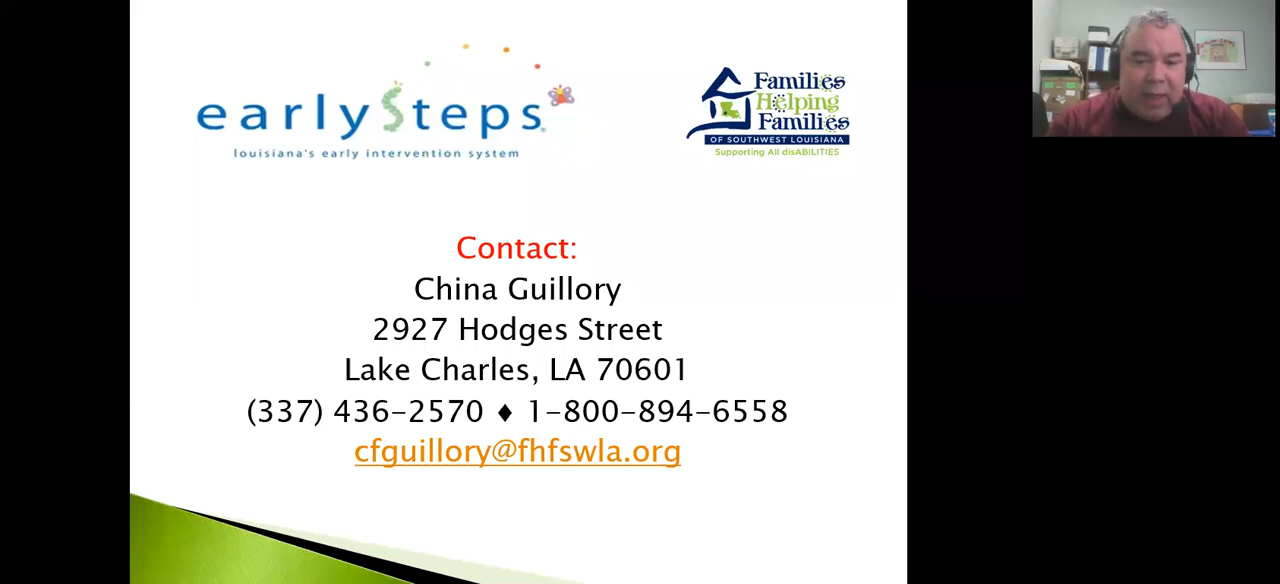 earlySteps
louisiana's early intervention system
Families
Helping
Families
OF SOUTHWEST LOUISIANA
Supporting All disABILITIES
Contact:
China Guillory
2927 Hodges Street
Lake Charles, LA 70601
(337) 436-2570 ♦ 1-800-894-6558
cfguillory@fhfswla.org